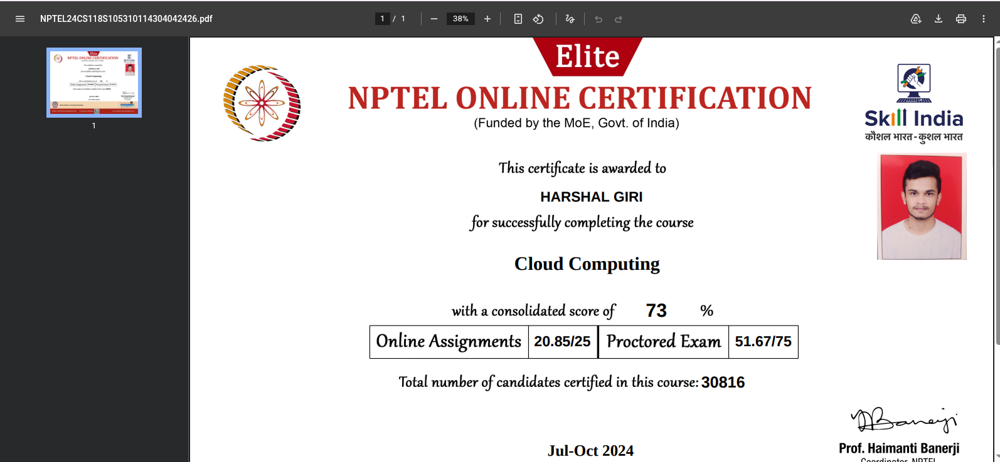 NPTEL24CS118S105310114304042426.pdf
1 / 1
38%
1
Elite
NPTEL ONLINE CERTIFICATION
(Funded by the MoE, Govt. of India)
Skill India
कौशल भारत - कुशल भारत
This certificate is awarded to
HARSHAL GIRI
for successfully completing the course
Cloud Computing
with a consolidated score of 73 %
Online Assignments 20.85/25 Proctored Exam 51.67/75
Total number of candidates certified in this course: 30816
Jul-Oct 2024
Prof. Haimanti Banerji
Coordinator, NPTEL